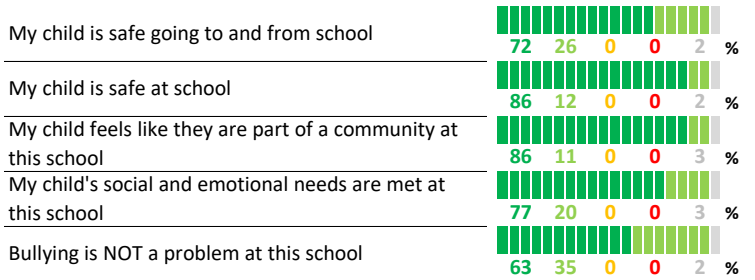 My child is safe going to and from school
72 26 0 0 2 %
My child is safe at school
86 12 0 0 2 %
My child feels like they are part of a community at
this school
86 11 0 0 3 %
My child's social and emotional needs are met at
this school
77 20 0 0 3 %
Bullying is NOT a problem at this school
63 35 0 0 2 %